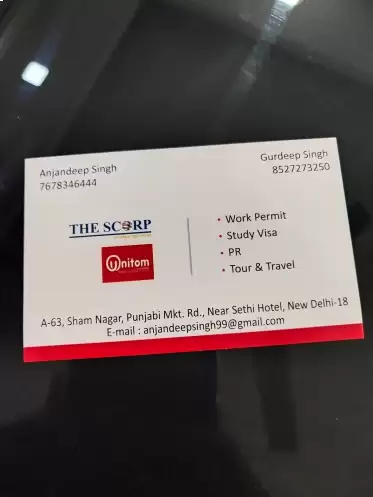 Anjandeep Singh
7678346444
Gurdeep Singh
8527273250
THE SCORP
Unitom
• Work Permit
• Study Visa
• PR
• Tour & Travel
A-63, Sham Nagar, Punjabi Mkt. Rd., Near Sethi Hotel, New Delhi-18
E-mail : anjandeepsingh99@gmail.com